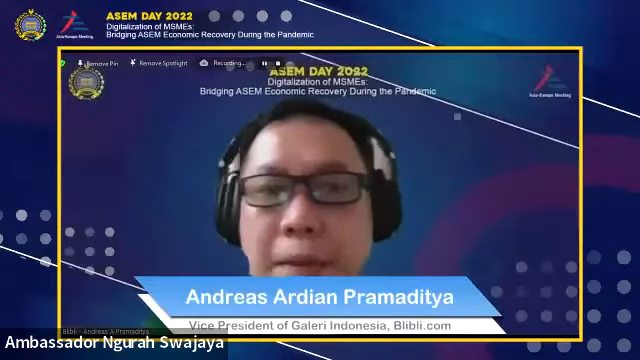 ASEM DAY 2022
Digitalization of MSMEs:
Bridging ASEM Economic Recovery During the Pandemic
Asia-Europe Meeting
Remove Pin
Remove Spotlight
Recording...
ASEM DAY 2022
Digitalization of MSMEs:
Bridging ASEM Economic Recovery During the Pandemic
Asia-Europe Meeting
Andreas Ardian Pramaditya
Vice President of Galeri Indonesia, Blibli.com
Blibli - Andreas A Pramaditya
Ambassador Ngurah Swajaya